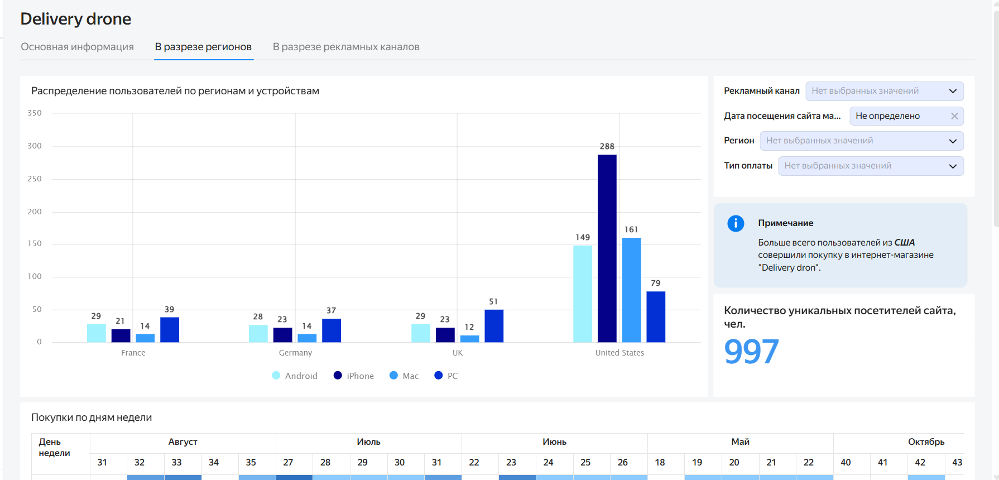 Delivery drone
Основная информация В разрезе регионов В разрезе рекламных каналов
Распределение пользователей по регионам и устройствам
350
300
250
200
150
100
50
0
29 21 14 39
28 23 14 37
29 23 12 51
149 288 161 79
France Germany UK United States
Android iPhone Mac PC
Рекламный канал Нет выбранных значений
Дата посещения сайта ма... Не определено
Регион Нет выбранных значений
Тип оплаты Нет выбранных значений
Примечание
Больше всего пользователей из США
совершили покупку в интернет-магазине
"Delivery dron".
Количество уникальных посетителей сайта,
чел.
997
Покупки по дням недели
День
недели
Август Июль Июнь Май Октябрь
31 32 33 34 35 27 28 29 30 31 22 23 24 25 26 18 19 20 21 22 40 41 42 43